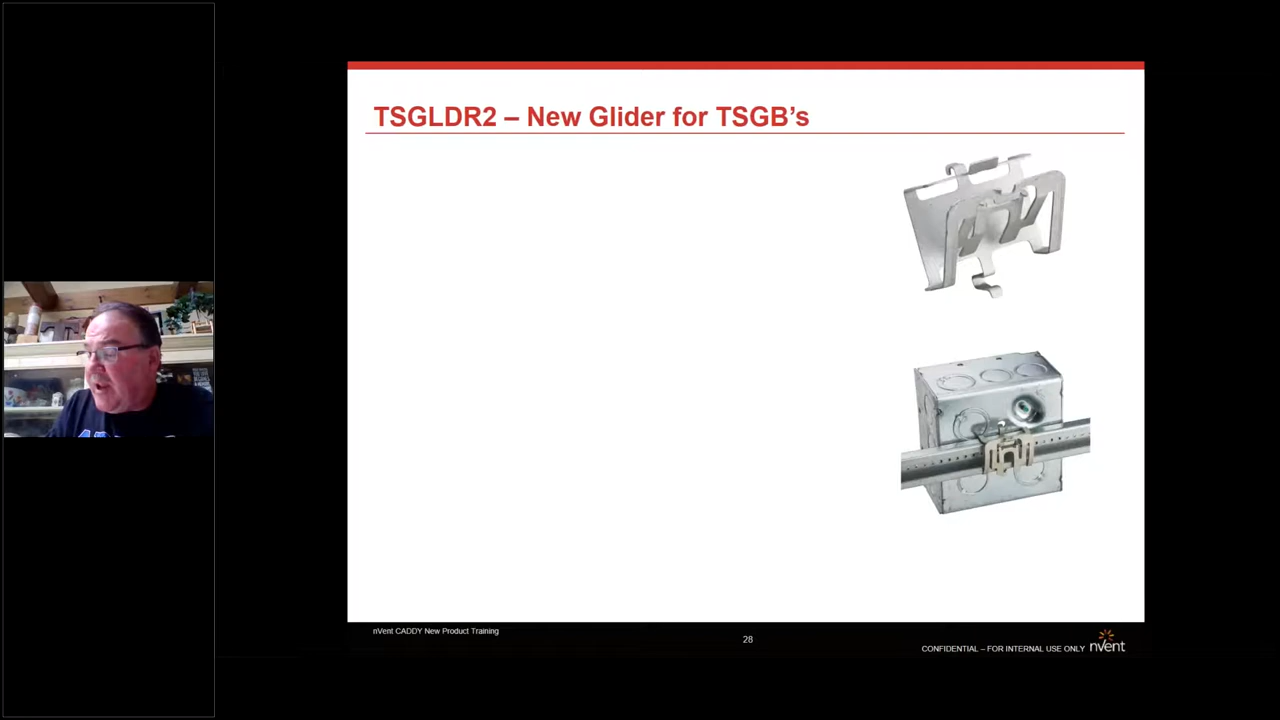 TSGLDR2 – New Glider for TSGB's
nVent CADDY New Product Training
28
CONFIDENTIAL – FOR INTERNAL USE ONLY
nVent